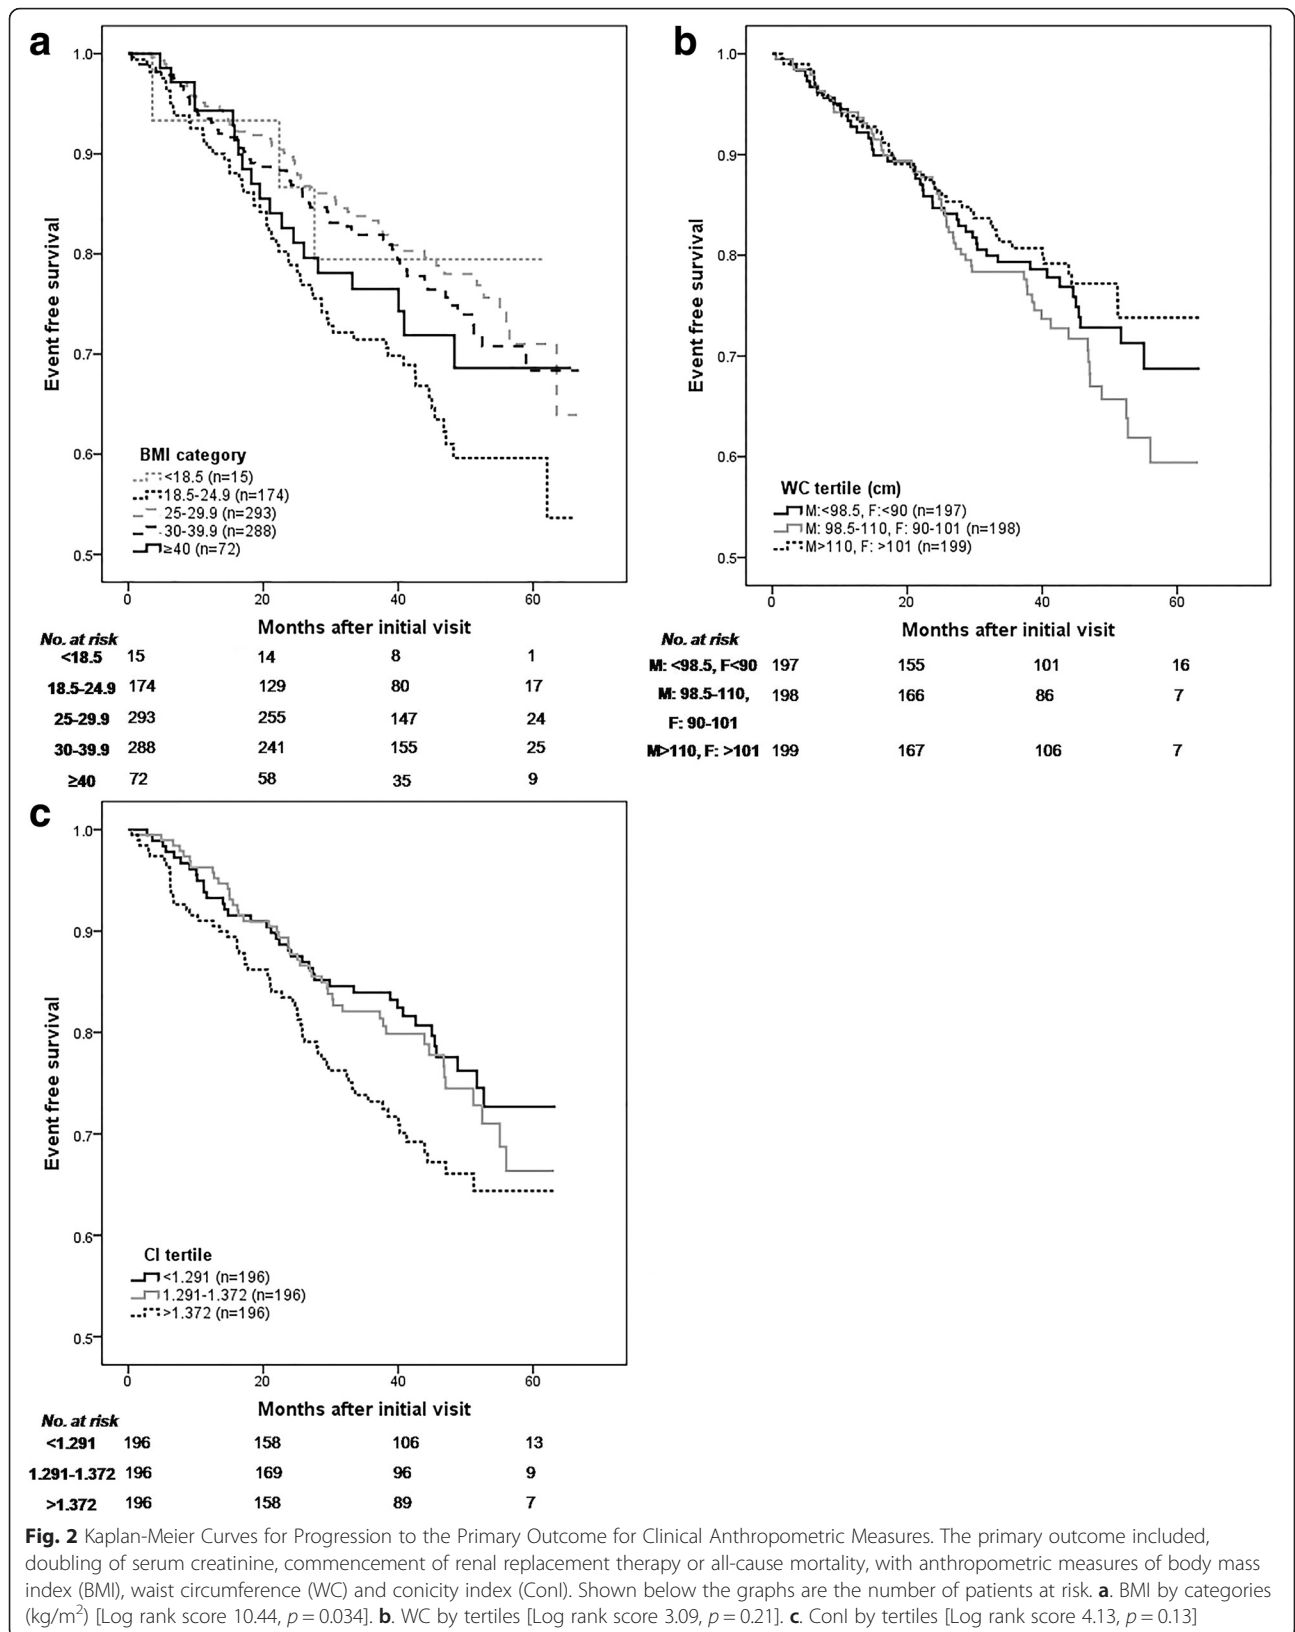 a
Event free survival
1.0
0.9
0.8
0.7
0.6
0.5
BMI category
<18.5 (n=15)
18.5-24.9 (n=174)
25-29.9 (n=293)
30-39.9 (n=288)
≥40 (n=72)
0 20 40 60
Months after initial visit
No. at risk
<18.5 15 14 8 1
18.5-24.9 174 129 80 17
25-29.9 293 255 147 24
30-39.9 288 241 155 25
≥40 72 58 35 9
b
Event free survival
1.0
0.9
0.8
0.7
0.6
0.5
WC tertile (cm)
M:<98.5, F:<90 (n=197)
M: 98.5-110, F: 90-101 (n=198)
M>110, F: >101 (n=199)
0 20 40 60
Months after initial visit
No. at risk
M: <98.5, F<90 197 155 101 16
M: 98.5-110, 198 166 86 7
F: 90-101
M>110, F: >101 199 167 106 7
c
Event free survival
1.0
0.9
0.8
0.7
0.6
0.5
CI tertile
<1.291 (n=196)
1.291-1.372 (n=196)
>1.372 (n=196)
0 20 40 60
Months after initial visit
No. at risk
<1.291 196 158 106 13
1.291-1.372 196 169 96 9
>1.372 196 158 89 7
Fig. 2 Kaplan-Meier Curves for Progression to the Primary Outcome for Clinical Anthropometric Measures. The primary outcome included,
doubling of serum creatinine, commencement of renal replacement therapy or all-cause mortality, with anthropometric measures of body mass
index (BMI), waist circumference (WC) and conicity index (ConI). Shown below the graphs are the number of patients at risk. a. BMI by categories
(kg/m²) [Log rank score 10.44, p = 0.034]. b. WC by tertiles [Log rank score 3.09, p = 0.21]. c. ConI by tertiles [Log rank score 4.13, p = 0.13]